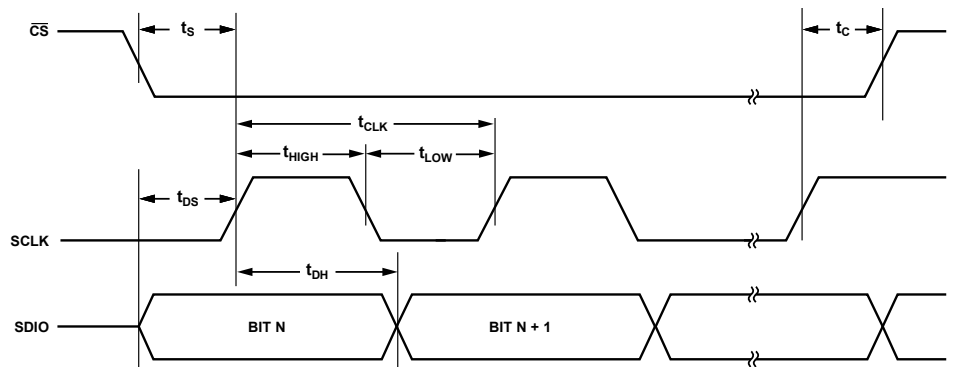 CS tS tC
tCLK
tHIGH tLOW
tDS
SCLK
tDH
SDIO BIT N BIT N + 1